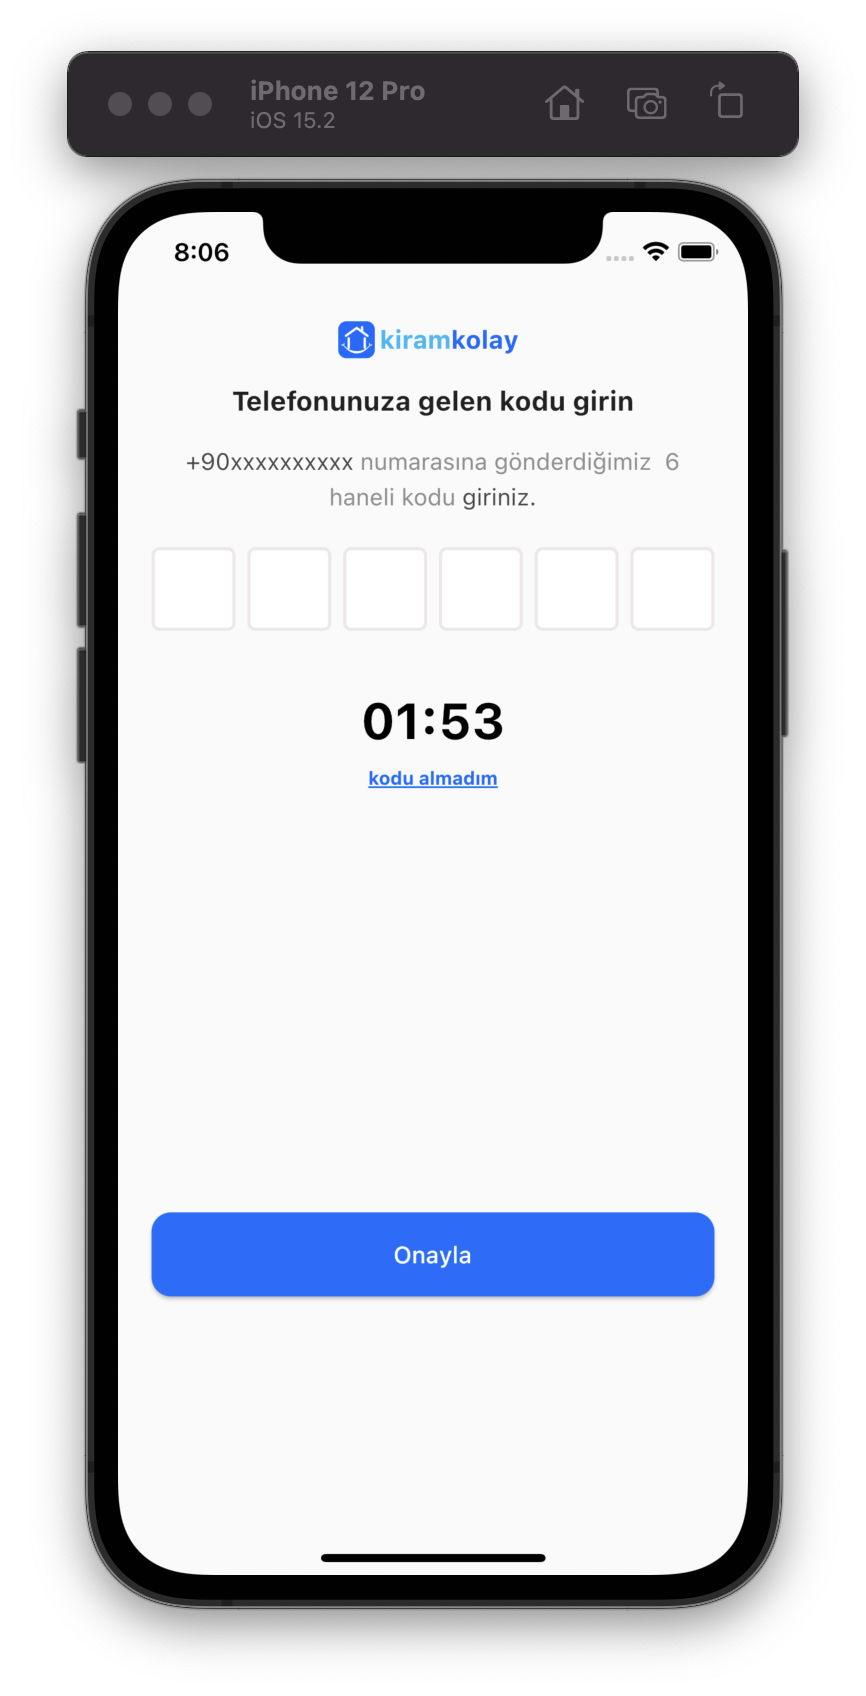 iPhone 12 Pro
iOS 15.2
8:06
kiramkolay
Telefonunuza gelen kodu girin
+90xxxxxxxxxx numarasına gönderdiğimiz  6
haneli kodu giriniz.
01:53
kodu almadım
Onayla